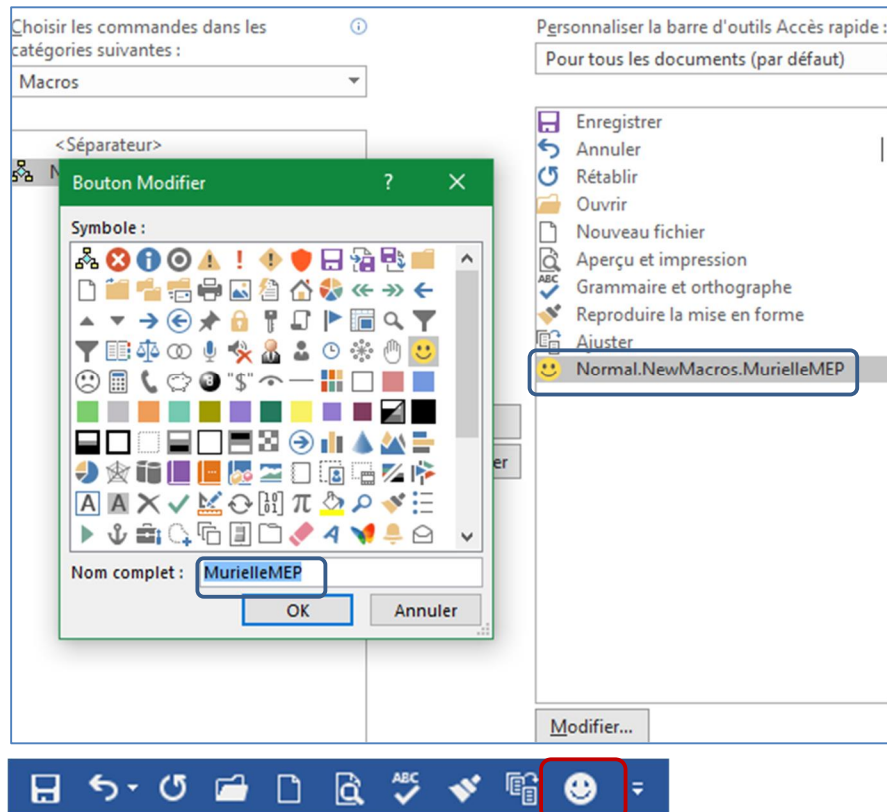 Choisir les commandes dans les
catégories suivantes :
Macros
<Séparateur>
N
Bouton Modifier ? ×
Symbole :
Nom complet : MurielleMEP
OK Annuler
er
Personnaliser la barre d'outils Accès rapide :
Pour tous les documents (par défaut)
Enregistrer
Annuler
Rétablir
Ouvrir
Nouveau fichier
Aperçu et impression
ABC
Grammaire et orthographe
Reproduire la mise en forme
Ajuster
Normal.NewMacros.MurielleMEP
Modifier...
ABC